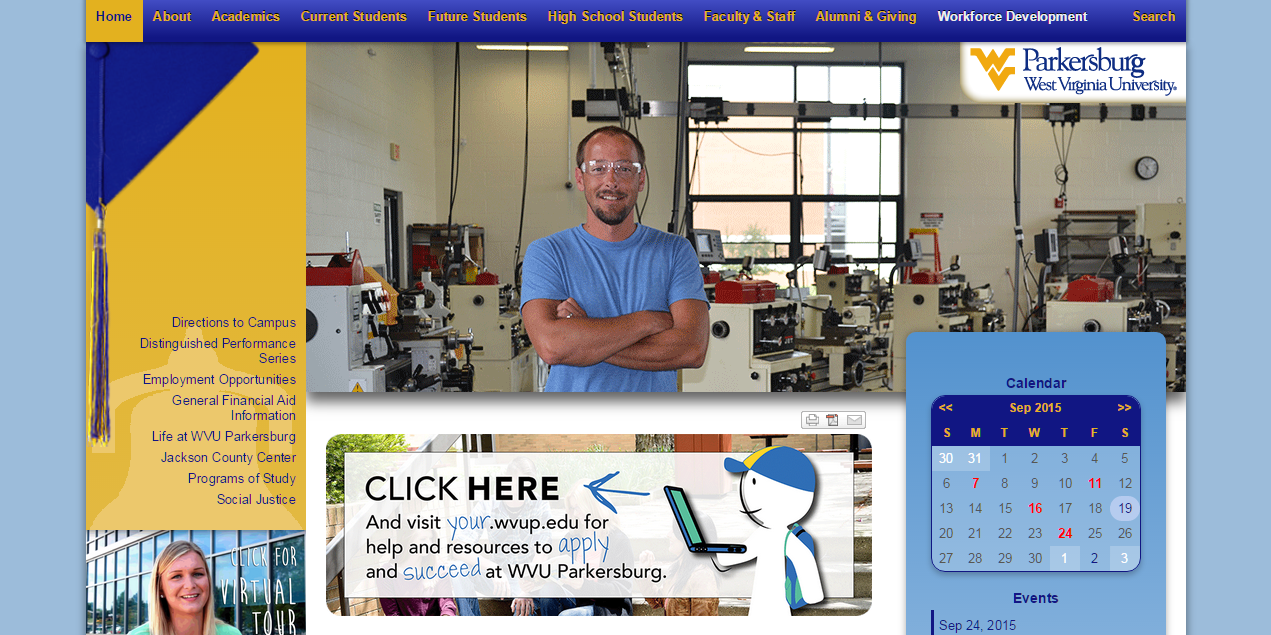 Home About Academics Current Students Future Students High School Students Faculty & Staff Alumni & Giving Workforce Development Search
Parkersburg
West Virginia University®
Directions to Campus
Distinguished Performance
Series
Employment Opportunities
General Financial Aid
Information
Life at WVU Parkersburg
Jackson County Center
Programs of Study
Social Justice
CLICK FOR
VIRTUAL
TOUR
CLICK HERE
And visit your.wvup.edu for
help and resources to apply
and succeed at WVU Parkersburg.
Calendar
<< Sep 2015 >>
S M T W T F S
30 31 1 2 3 4 5
6 7 8 9 10 11 12
13 14 15 16 17 18 19
20 21 22 23 24 25 26
27 28 29 30 1 2 3
Events
Sep 24, 2015